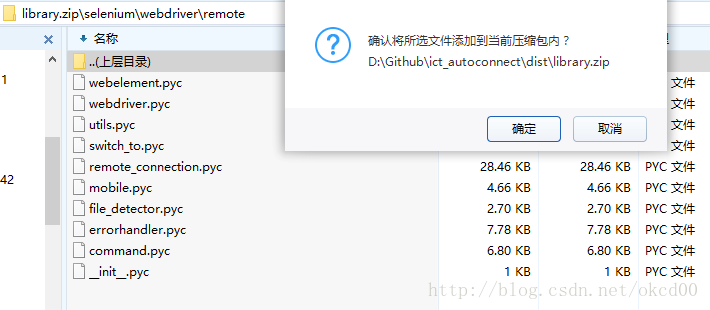 library.zip\selenium\webdriver\remote
确认将所选文件添加到当前压缩包内？
D:\Github\ict_autoconnect\dist\library.zip
确定 取消
1
42
名称
..(上层目录)
webelement.pyc 文件
webdriver.pyc 文件
utils.pyc 文件
switch_to.pyc 文件
remote_connection.pyc 28.46 KB 28.46 KB PYC 文件
mobile.pyc 4.66 KB 4.66 KB PYC 文件
file_detector.pyc 2.70 KB 2.70 KB PYC 文件
errorhandler.pyc 7.78 KB 7.78 KB PYC 文件
command.pyc 6.80 KB 6.80 KB PYC 文件
__init__.pyc 1 KB 1 KB PYC 文件
http://blog.csdn.net/okcd00